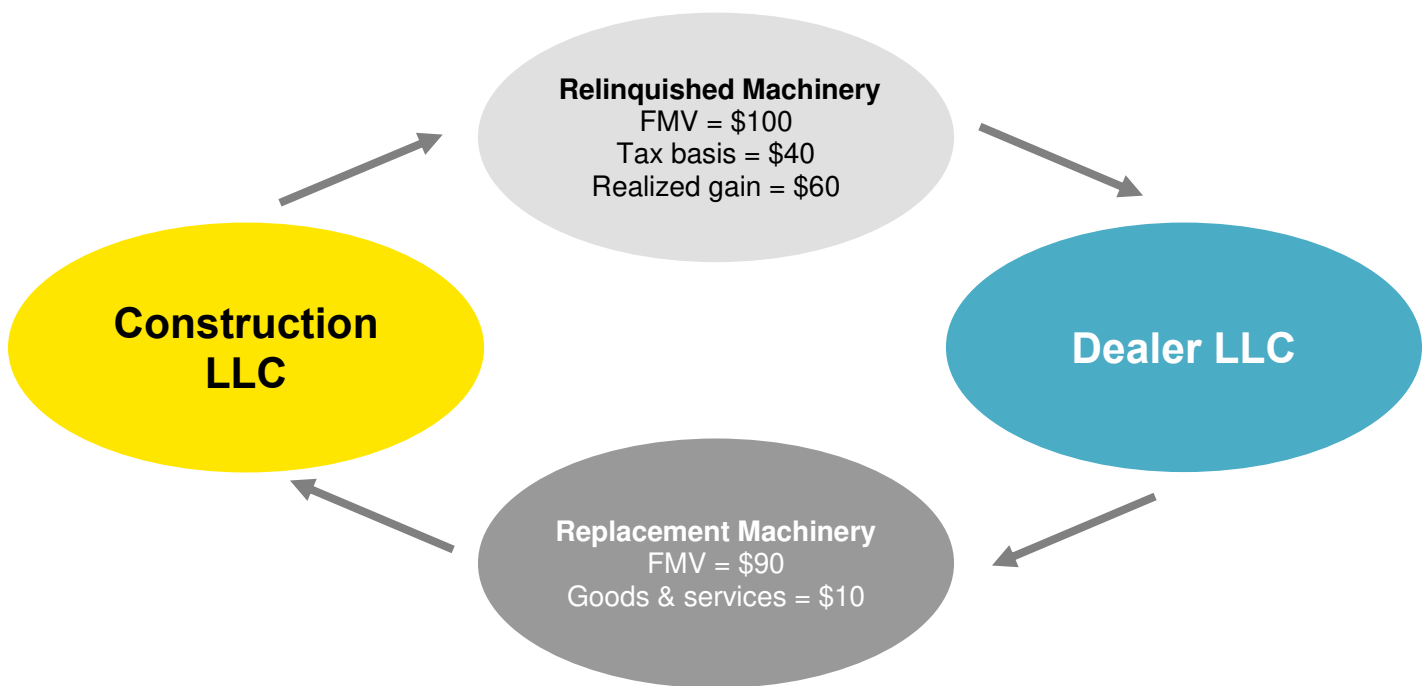 Relinquished Machinery
FMV = $100
Tax basis = $40
Realized gain = $60
Construction
LLC
Dealer LLC
Replacement Machinery
FMV = $90
Goods & services = $10